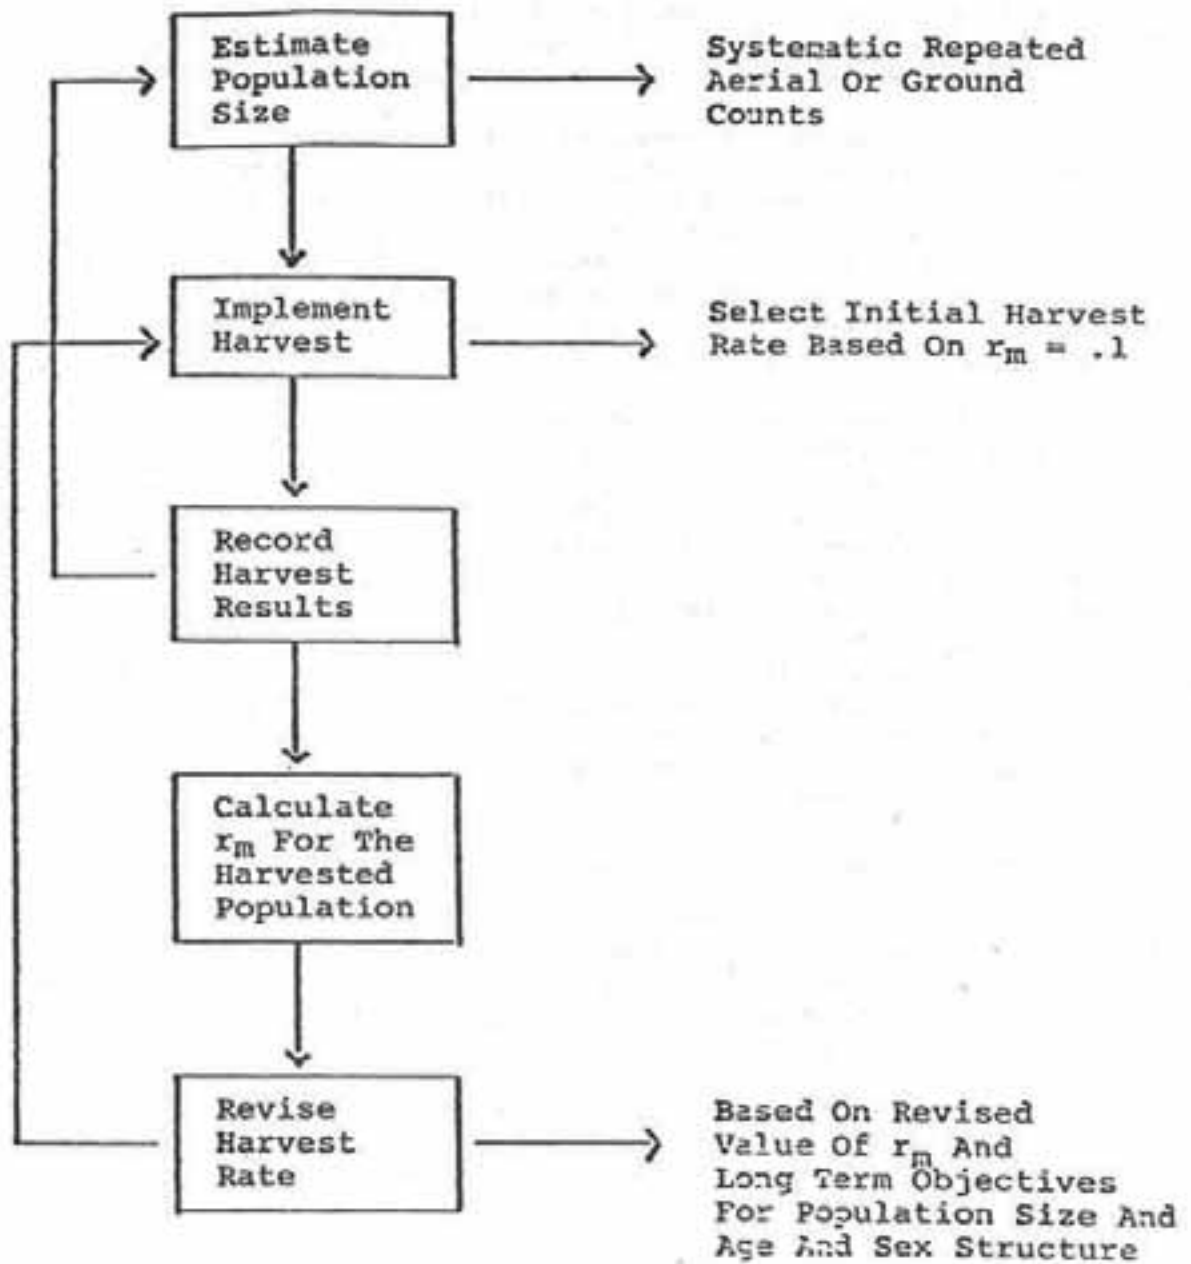 Estimate
Population
Size
Systematic Repeated
Aerial Or Ground
Counts
Implement
Harvest
Select Initial Harvest
Rate Based On rm = .1
Record
Harvest
Results
Calculate
rm For The
Harvested
Population
Revise
Harvest
Rate
Based On Revised
Value Of rm And
Long Term Objectives
For Population Size And
Age And Sex Structure